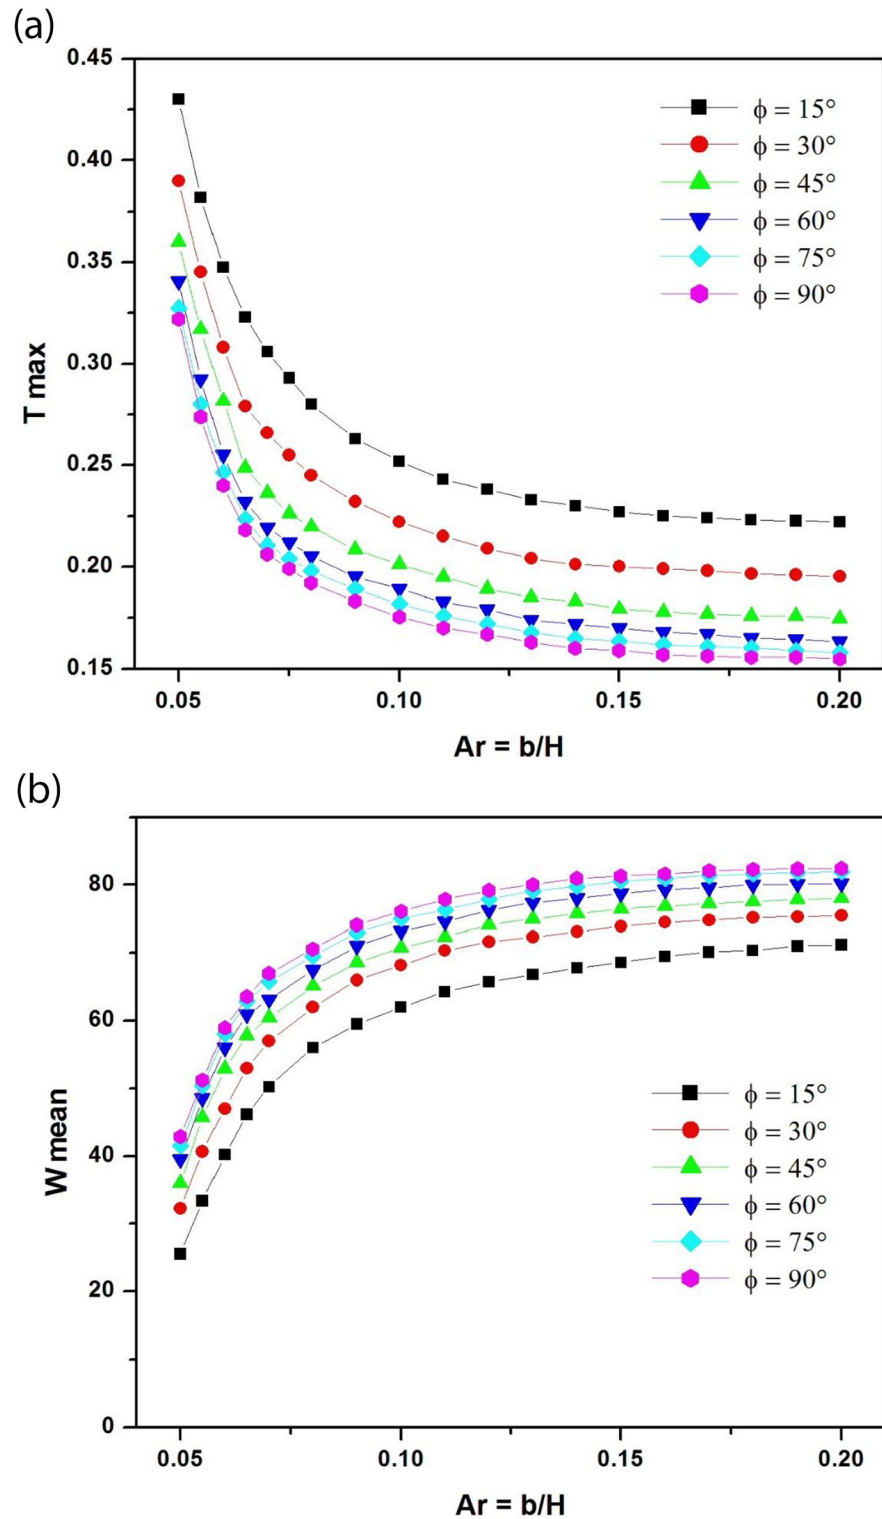 (a)
0.45
0.40
0.35
0.30
0.25
0.20
0.15
T max
ϕ = 15°
ϕ = 30°
ϕ = 45°
ϕ = 60°
ϕ = 75°
ϕ = 90°
0.05 0.10 0.15 0.20
Ar = b/H
(b)
80
60
40
20
0
W mean
ϕ = 15°
ϕ = 30°
ϕ = 45°
ϕ = 60°
ϕ = 75°
ϕ = 90°
0.05 0.10 0.15 0.20
Ar = b/H